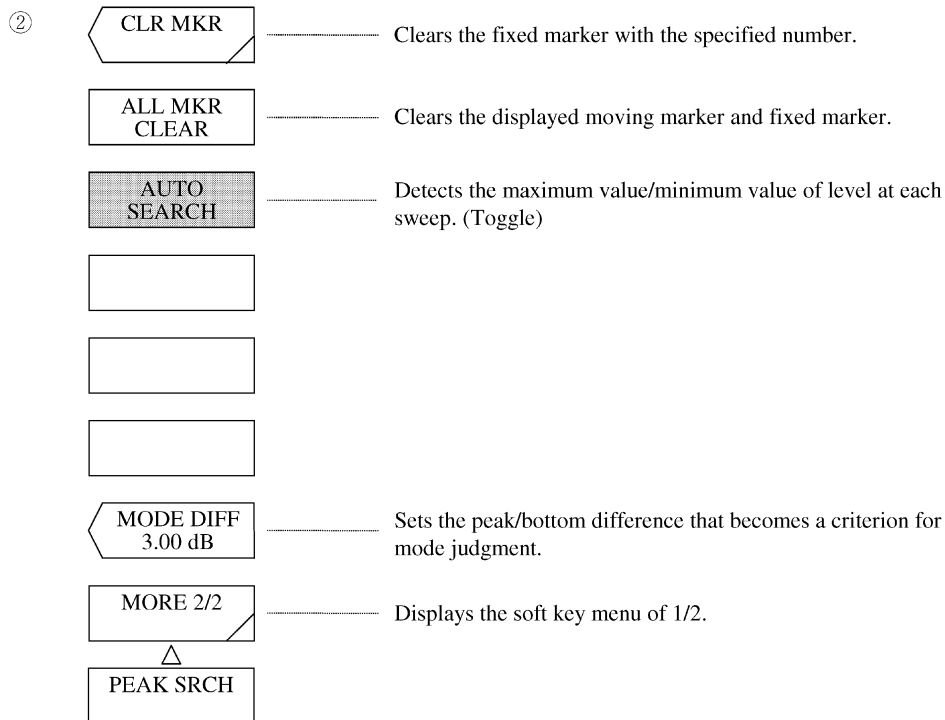 ②
CLR MKR
Clears the fixed marker with the specified number.
ALL MKR
CLEAR
Clears the displayed moving marker and fixed marker.
AUTO
SEARCH
Detects the maximum value/minimum value of level at each
sweep. (Toggle)
MODE DIFF
3.00 dB
Sets the peak/bottom difference that becomes a criterion for
mode judgment.
MORE 2/2
Displays the soft key menu of 1/2.
PEAK SRCH